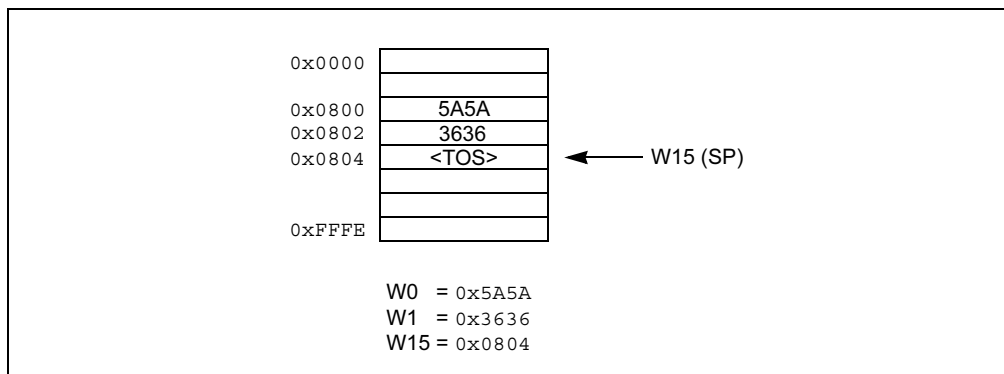 0x0000
0x0800 5A5A
0x0802 3636
0x0804 <TOS> W15 (SP)
0xFFFE
W0 = 0x5A5A
W1 = 0x3636
W15 = 0x0804